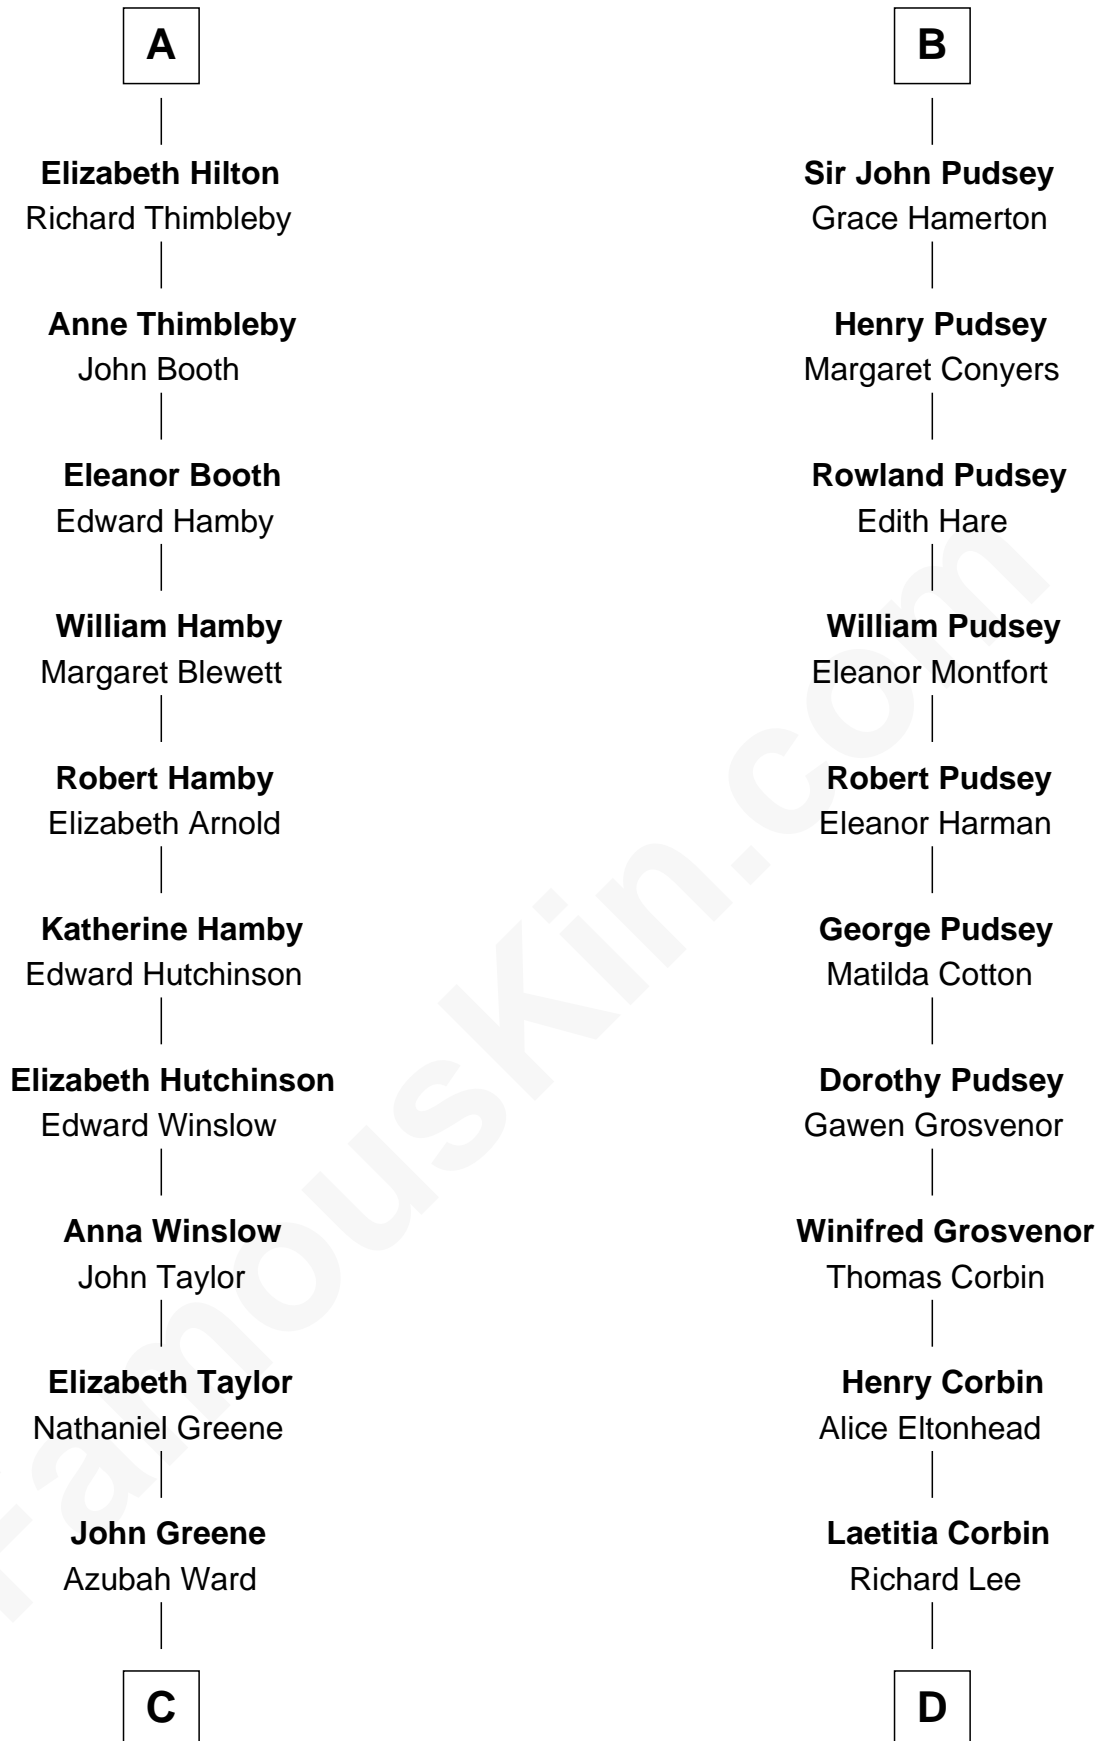 A
Elizabeth Hilton
Richard Thimbleby
Anne Thimbleby
John Booth
Eleanor Booth
Edward Hamby
William Hamby
Margaret Blewett
Robert Hamby
Elizabeth Arnold
Katherine Hamby
Edward Hutchinson
Elizabeth Hutchinson
Edward Winslow
Anna Winslow
John Taylor
Elizabeth Taylor
Nathaniel Greene
John Greene
Azubah Ward
C
B
Sir John Pudsey
Grace Hamerton
Henry Pudsey
Margaret Conyers
Rowland Pudsey
Edith Hare
William Pudsey
Eleanor Montfort
Robert Pudsey
Eleanor Harman
George Pudsey
Matilda Cotton
Dorothy Pudsey
Gawen Grosvenor
Winifred Grosvenor
Thomas Corbin
Henry Corbin
Alice Eltonhead
Laetitia Corbin
Richard Lee
D
FamousKin.com